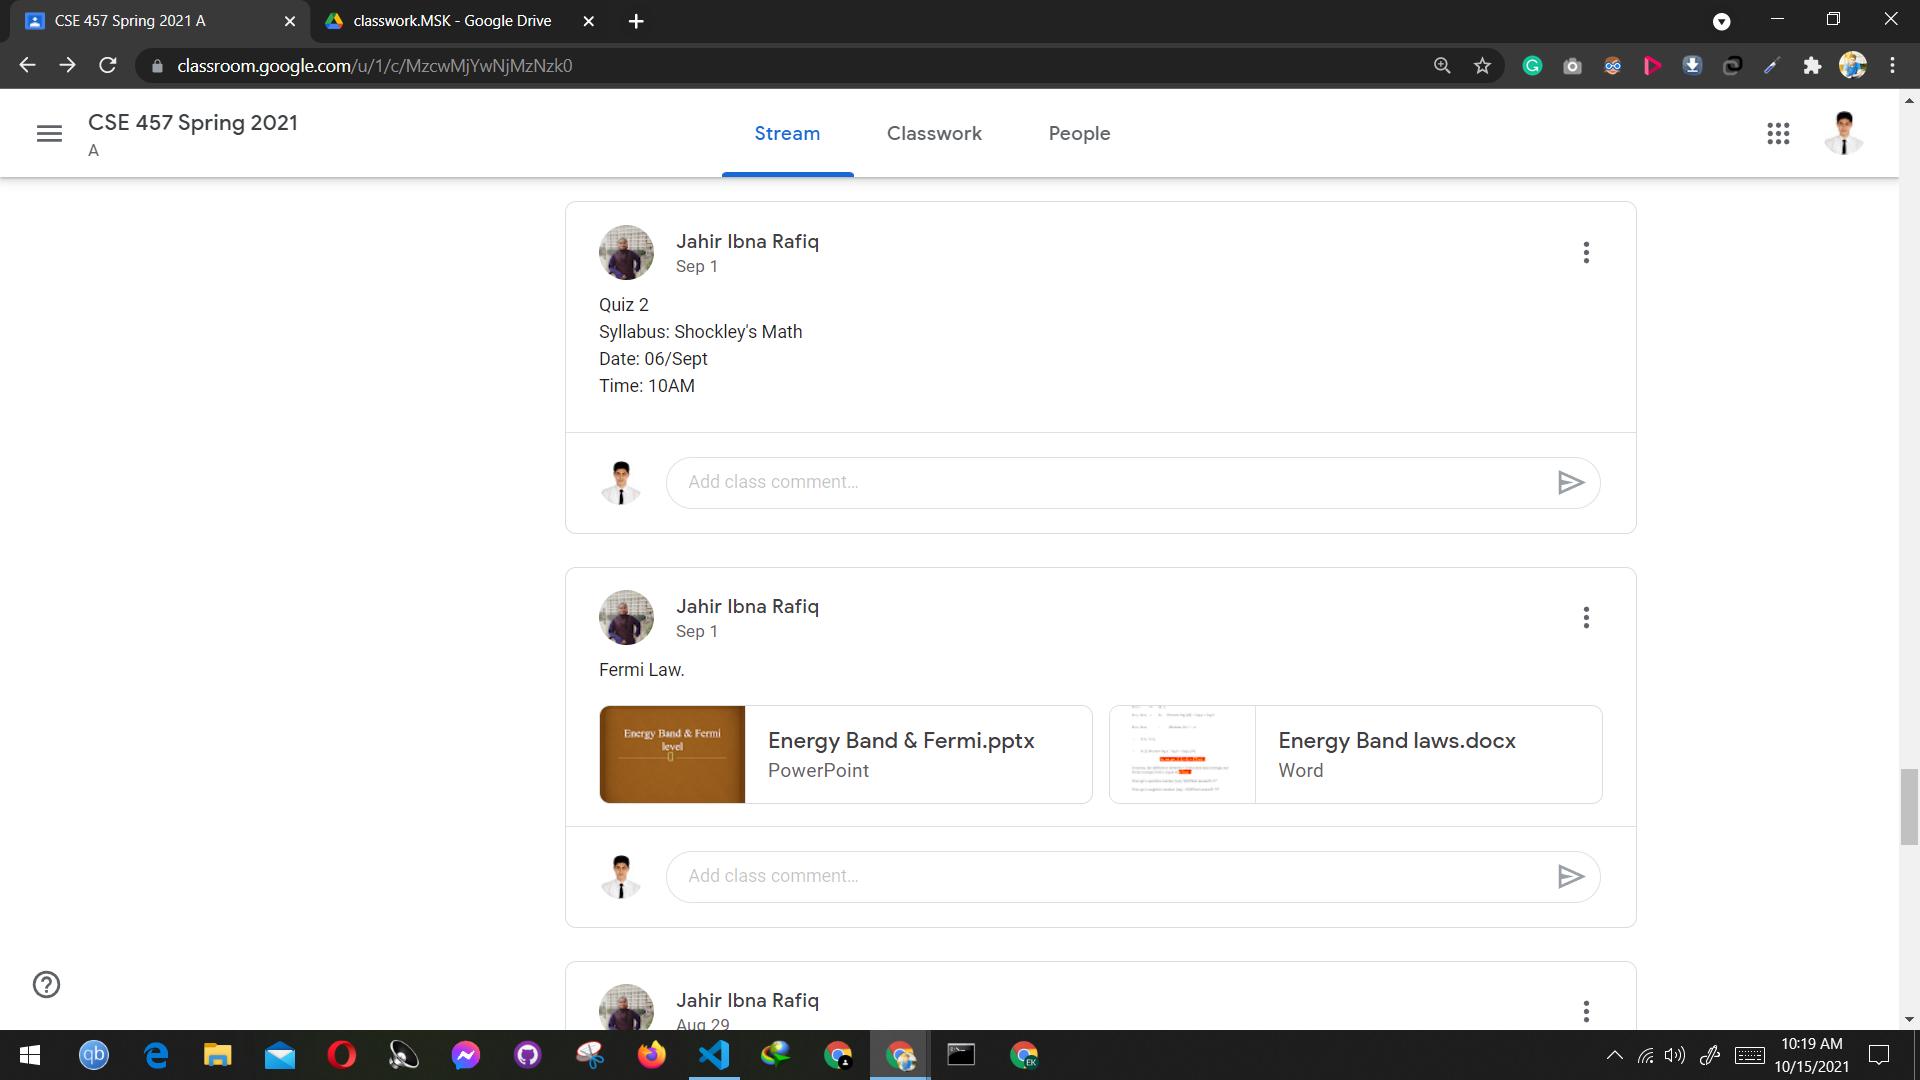 CSE 457 Spring 2021 A
classwork.MSK - Google Drive
classroom.google.com/u/1/c/MzcwMjYwNjMzNzk0
CSE 457 Spring 2021
A
Stream
Classwork
People
Jahir Ibna Rafiq
Sep 1
Quiz 2
Syllabus: Shockley's Math
Date: 06/Sept
Time: 10AM
Add class comment...
Jahir Ibna Rafiq
Sep 1
Fermi Law.
Energy Band & Fermi
level
Energy Band & Fermi.pptx
PowerPoint
Energy Band laws.docx
Word
Add class comment...
Jahir Ibna Rafiq
Aug 29
qb
EK
10:19 AM
10/15/2021